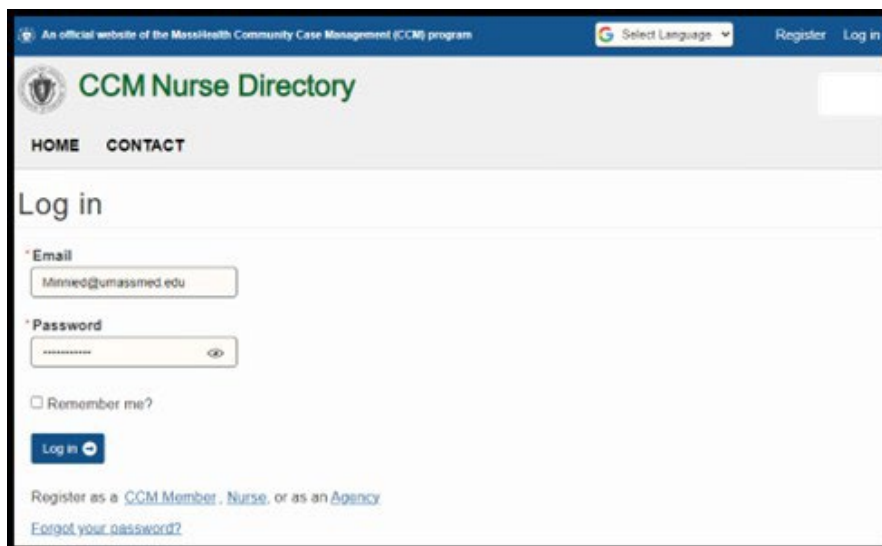 An official website of the MassHealth Community Case Management (CCM) program Select Language Register Log in
CCM Nurse Directory
HOME CONTACT
Log in
*Email
Minnied@umassmed.edu
*Password
Remember me?
Log in
Register as a CCM Member, Nurse, or as an Agency
Forgot your password?